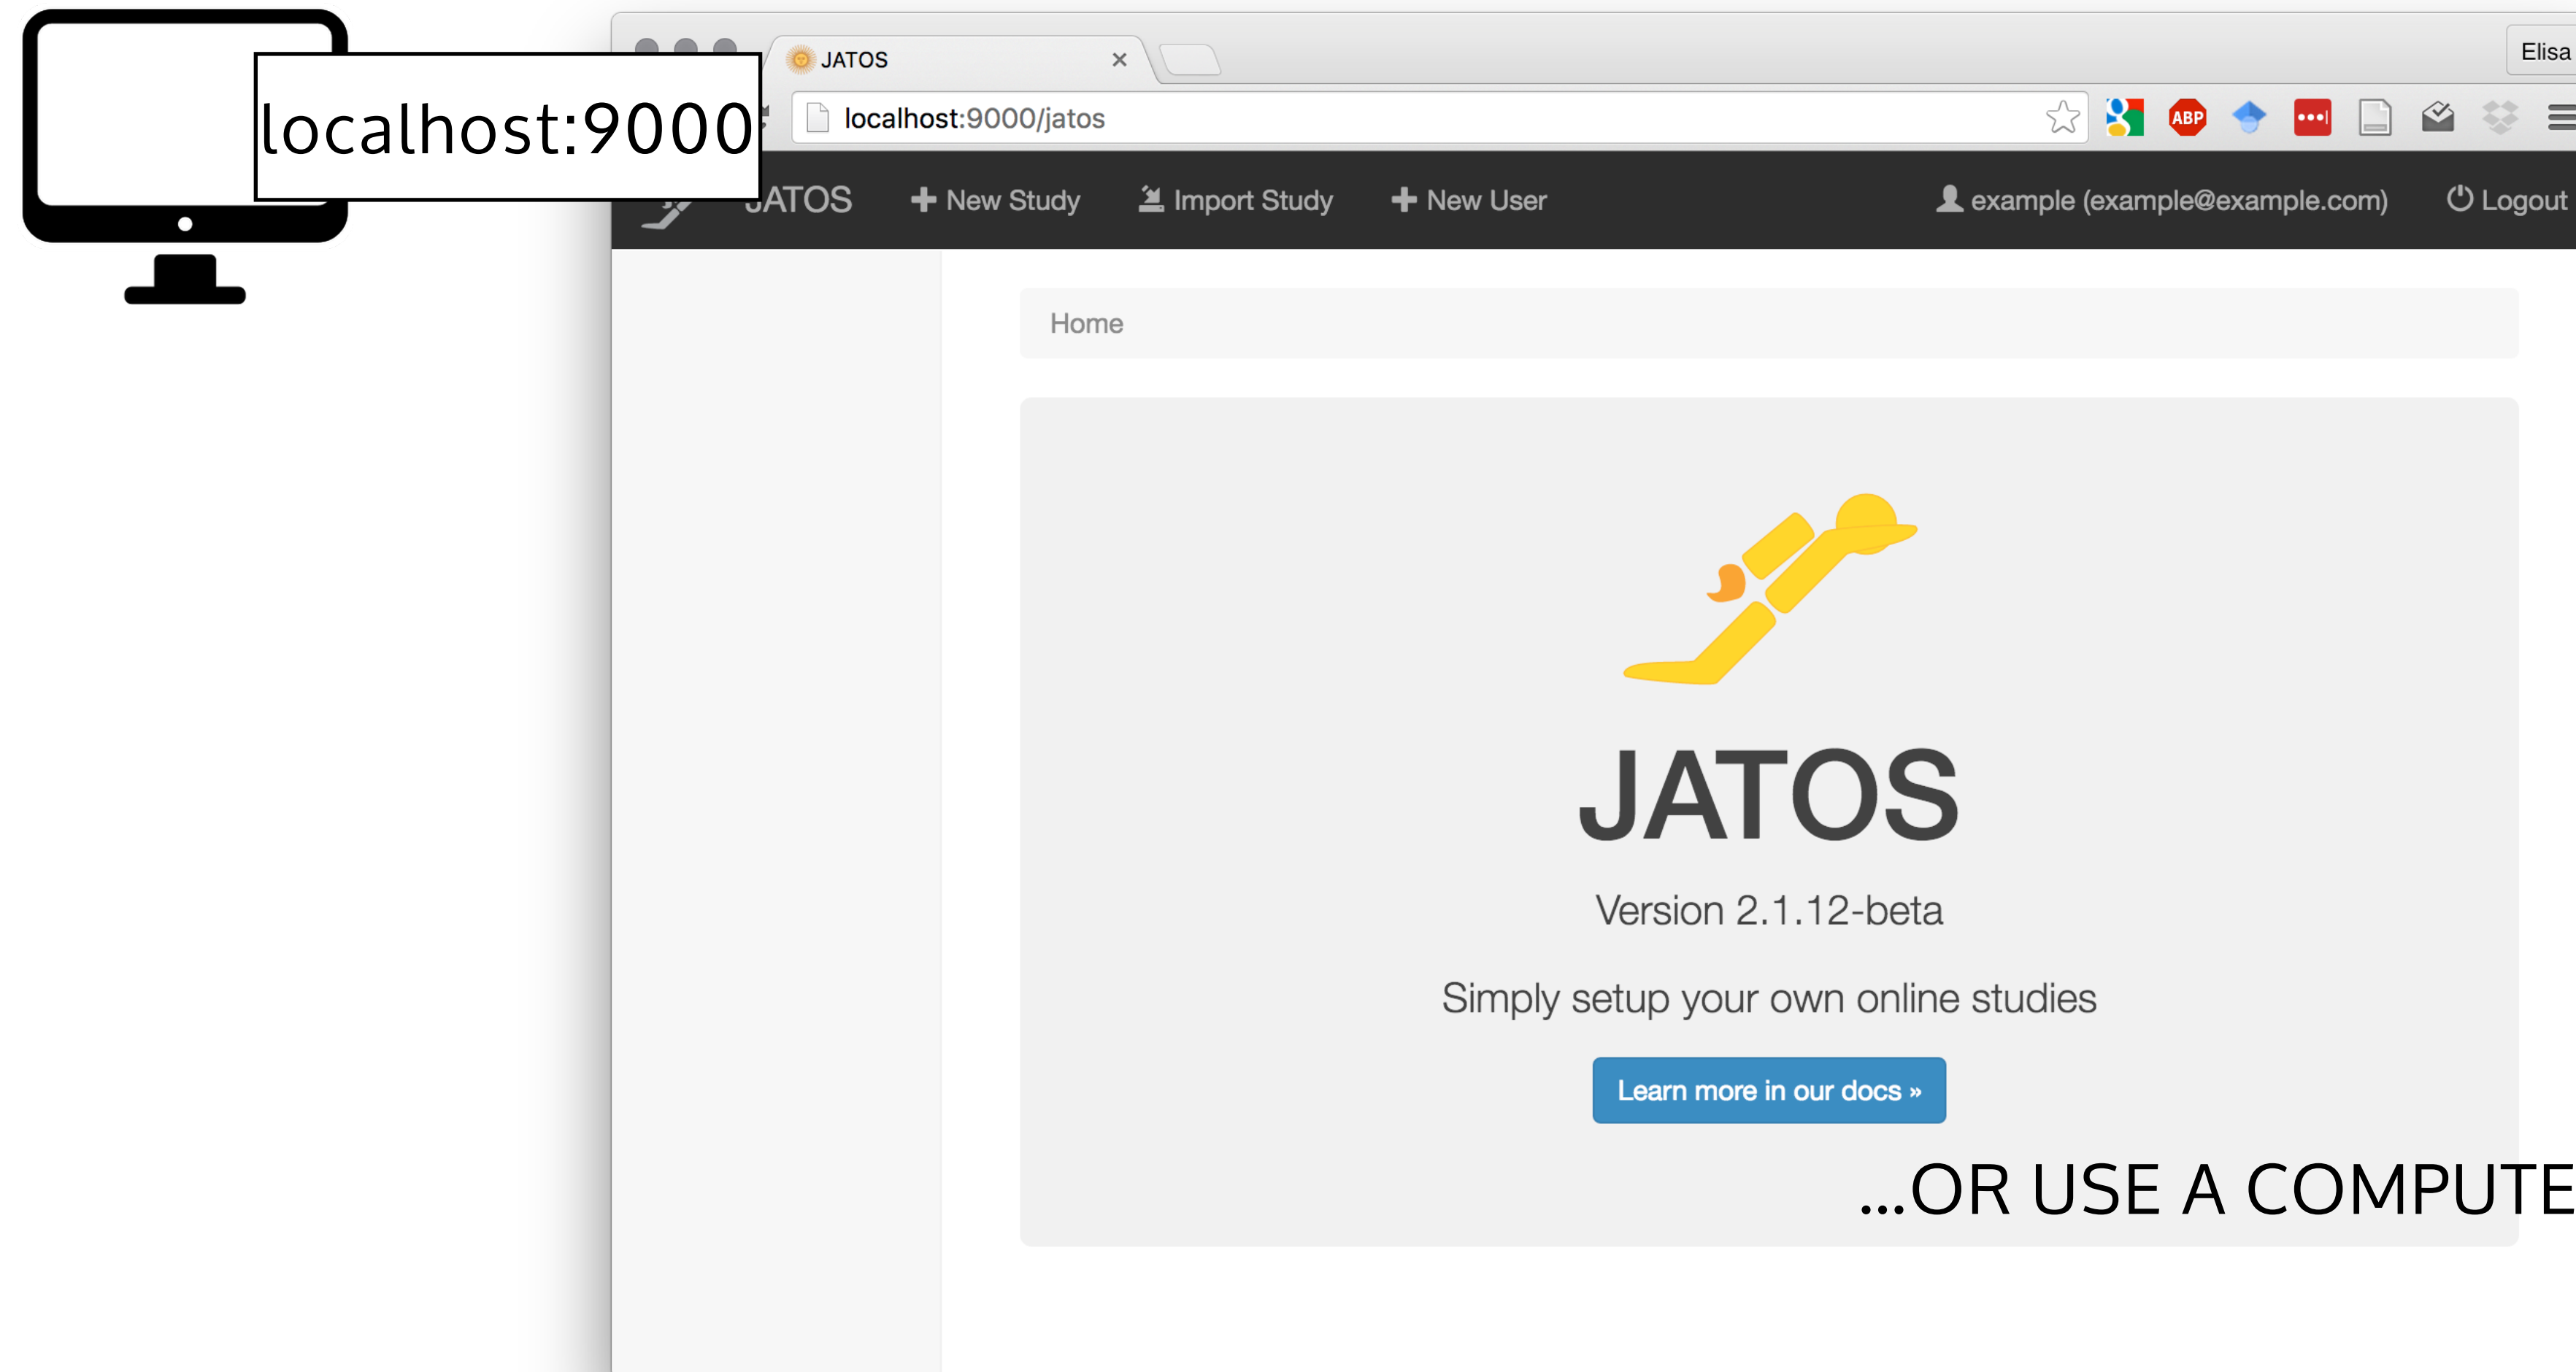 JATOS
Elisa
localhost:9000
localhost:9000/jatos
ABP
JATOS
New Study
Import Study
New User
example (example@example.com)
Logout
Home
JATOS
Version 2.1.12-beta
Simply setup your own online studies
Learn more in our docs »
...OR USE A COMPUTE